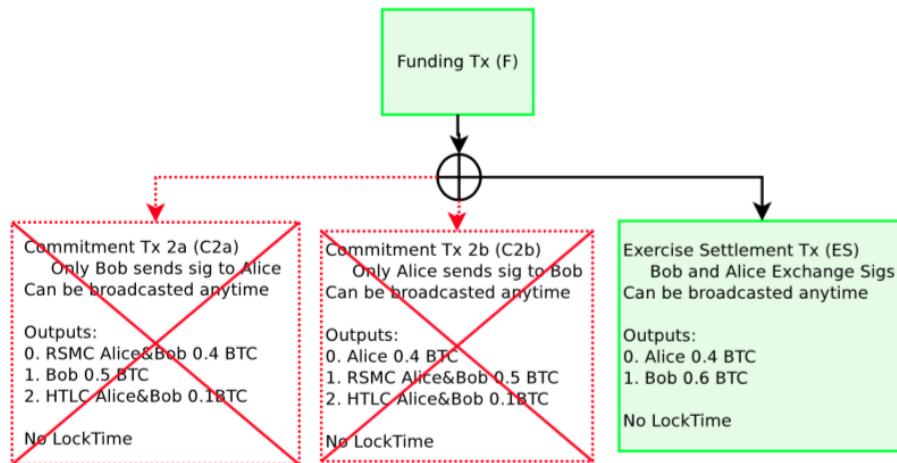 Funding Tx (F)
Commitment Tx 2a (C2a)
Only Bob sends sig to Alice
Can be broadcasted anytime
Outputs:
0. RSMC Alice&Bob 0.4 BTC
1. Bob 0.5 BTC
2. HTLC Alice&Bob 0.1BTC
No LockTime
Commitment Tx 2b (C2b)
Only Alice sends sig to Bob
Can be broadcasted anytime
Outputs:
0. Alice 0.4 BTC
1. RSMC Alice&Bob 0.5 BTC
2. HTLC Alice&Bob 0.1BTC
No LockTime
Exercise Settlement Tx (ES)
Bob and Alice Exchange Sigs
Can be broadcasted anytime
Outputs:
0. Alice 0.4 BTC
1. Bob 0.6 BTC
No LockTime